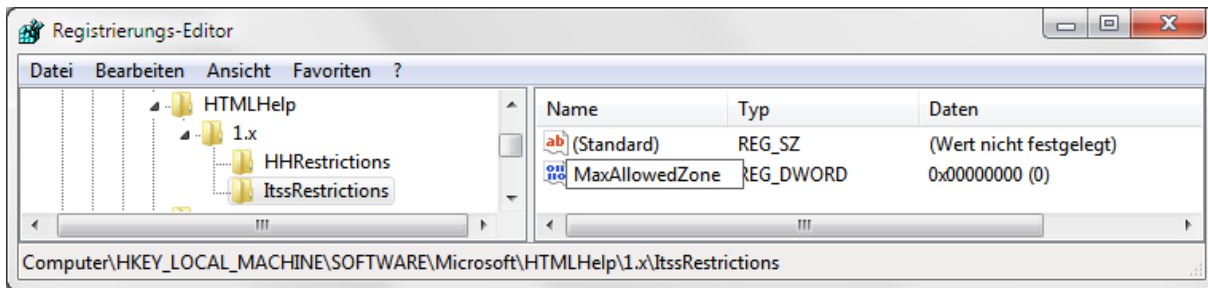 Registrierungs-Editor
Datei Bearbeiten Ansicht Favoriten ?
HTMLHelp
1.x
HHRestrictions
ItssRestrictions
Name Typ Daten
(Standard) REG_SZ (Wert nicht festgelegt)
MaxAllowedZone REG_DWORD 0x00000000 (0)
Computer\HKEY_LOCAL_MACHINE\SOFTWARE\Microsoft\HTMLHelp\1.x\ItssRestrictions